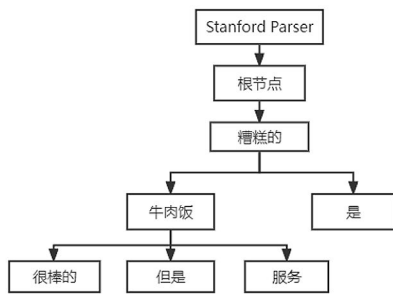 Stanford Parser
根节点
糟糕的
牛肉饭
是
很棒的
但是
服务